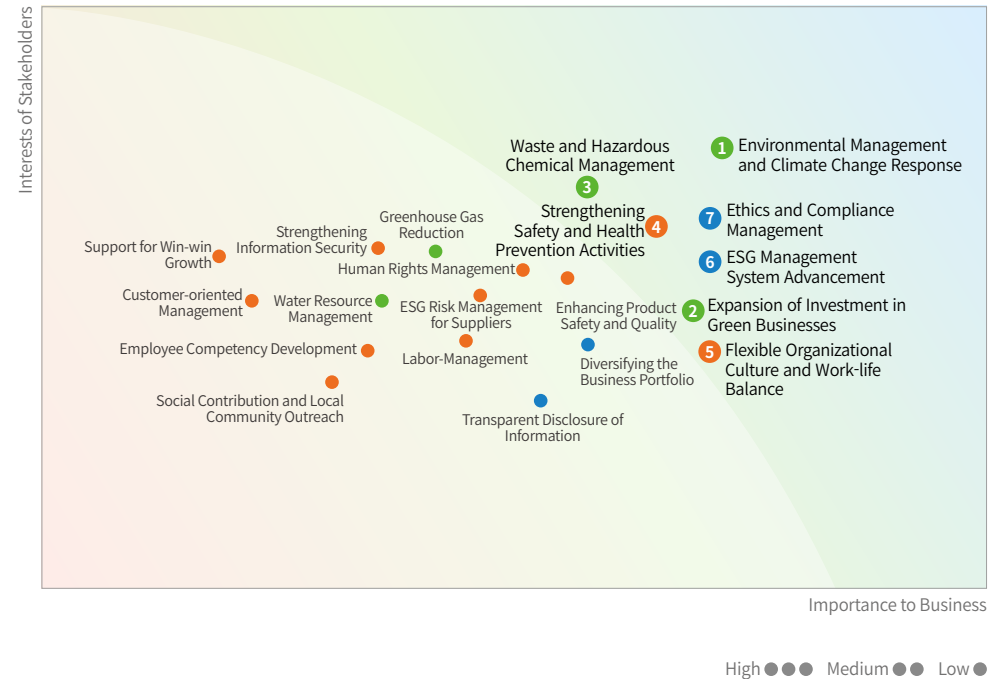 Interests of Stakeholders
Waste and Hazardous
Chemical Management
3
1
Environmental Management
and Climate Change Response
Strengthening
Safety and Health
Prevention Activities
4
7
Ethics and Compliance
Management
6
ESG Management
System Advancement
Greenhouse Gas
Reduction
Strengthening
Information Security
Support for Win-win
Growth
Human Rights Management
Customer-oriented
Management
Water Resource
Management
ESG Risk Management
for Suppliers
Enhancing Product
Safety and Quality
2
Expansion of Investment in
Green Businesses
Employee Competency Development
Labor-Management
Diversifying the
Business Portfolio
5
Flexible Organizational
Culture and Work-life
Balance
Social Contribution and Local
Community Outreach
Transparent Disclosure of
Information
Importance to Business
High Medium Low